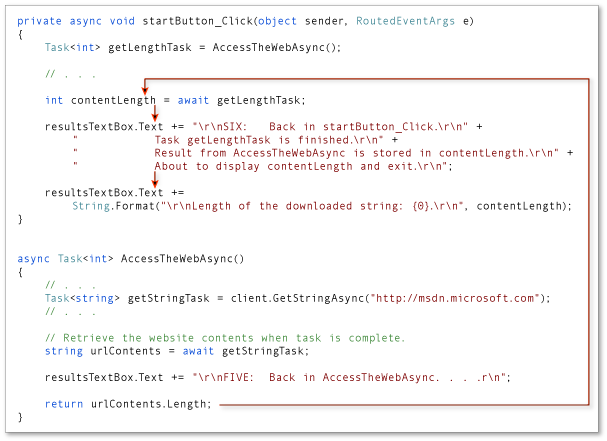 private async void startButton_Click(object sender, RoutedEventArgs e)
{
    Task<int> getLengthTask = AccessTheWebAsync();

    // . . .

    int contentLength = await getLengthTask;

    resultsTextBox.Text += "\r\nSIX:   Back in startButton_Click.\r\n" +
    "           Task getLengthTask is finished.\r\n" +
    "           Result from AccessTheWebAsync is stored in contentLength.\r\n" +
    "           About to display contentLength and exit.\r\n";

    resultsTextBox.Text +=
        String.Format("\r\nLength of the downloaded string: {0}.\r\n", contentLength);
}

async Task<int> AccessTheWebAsync()
{
    // . . .
    Task<string> getStringTask = client.GetStringAsync("http://msdn.microsoft.com");
    // . . .

    // Retrieve the website contents when task is complete.
    string urlContents = await getStringTask;

    resultsTextBox.Text += "\r\nFIVE:  Back in AccessTheWebAsync. . . .r\n";

    return urlContents.Length;
}